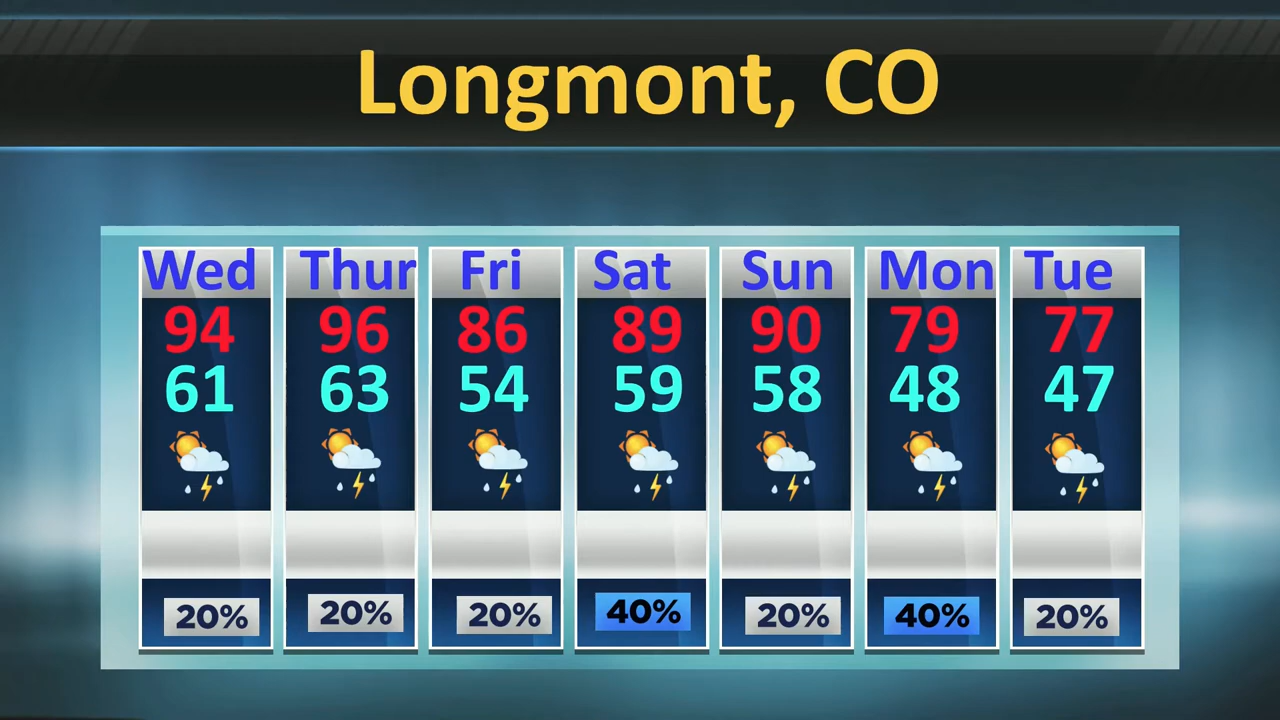 Longmont, CO
Wed Thur Fri Sat Sun Mon Tue
94 96 86 89 90 79 77
61 63 54 59 58 48 47
20% 20% 20% 40% 20% 40% 20%